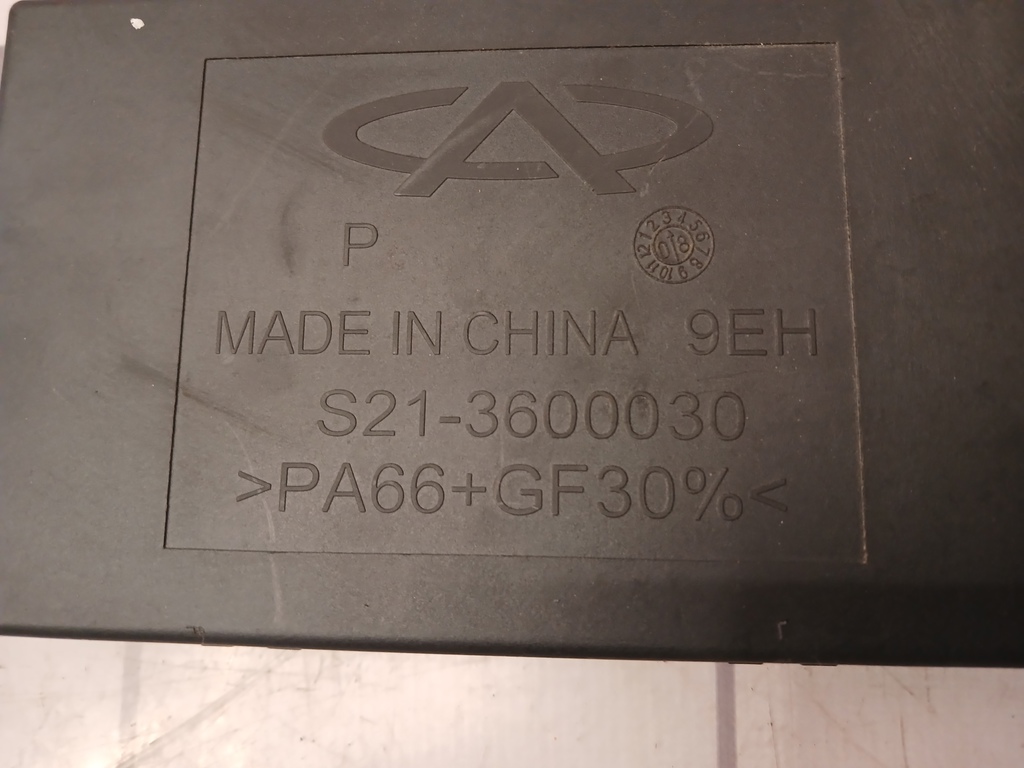 P
MADE IN CHINA 9EH
S21-3600030
>PA66+GF30%<